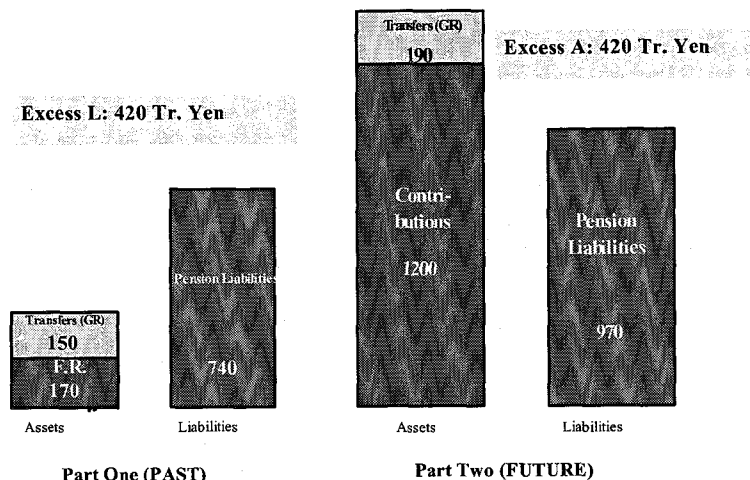 Excess L: 420 Tr. Yen
Transfers (GR)
150
F.R.
170
Assets
Pension Liabilities
740
Liabilities
Part One (PAST)
Transfers (GR)
190
Contri-
butions
1200
Assets
Excess A: 420 Tr. Yen
Pension
Liabilities
970
Liabilities
Part Two (FUTURE)